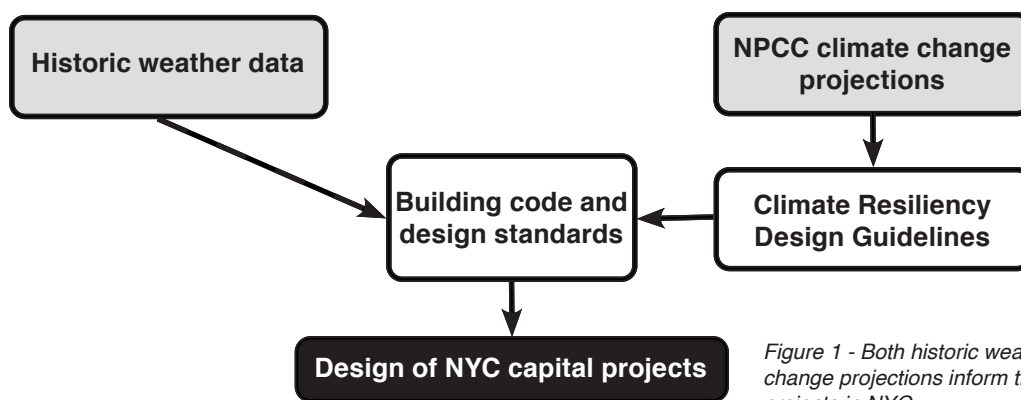 Historic weather data
NPCC climate change
projections
Building code and
design standards
Climate Resiliency
Design Guidelines
Design of NYC capital projects
Figure 1 - Both historic
change projections inform